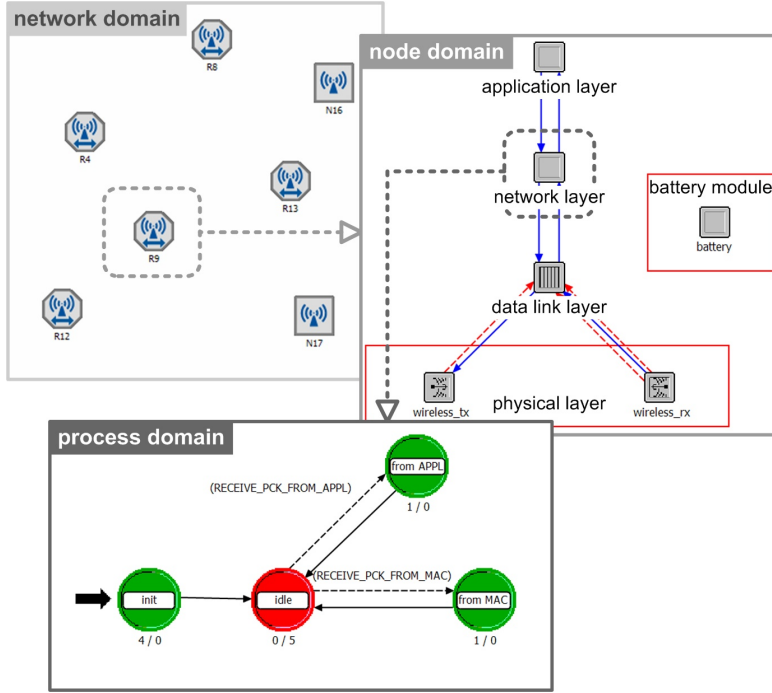 network domain
R8
N16
R4
R13
R9
R12
N17
node domain
application layer
network layer
battery module
battery
data link layer
wireless_tx
physical layer
wireless_rx
process domain
from APPL
(RECEIVE_PCK_FROM_APPL)
1 / 0
(RECEIVE_PCK_FROM_MAC)
init
idle
from MAC
4 / 0
0 / 5
1 / 0